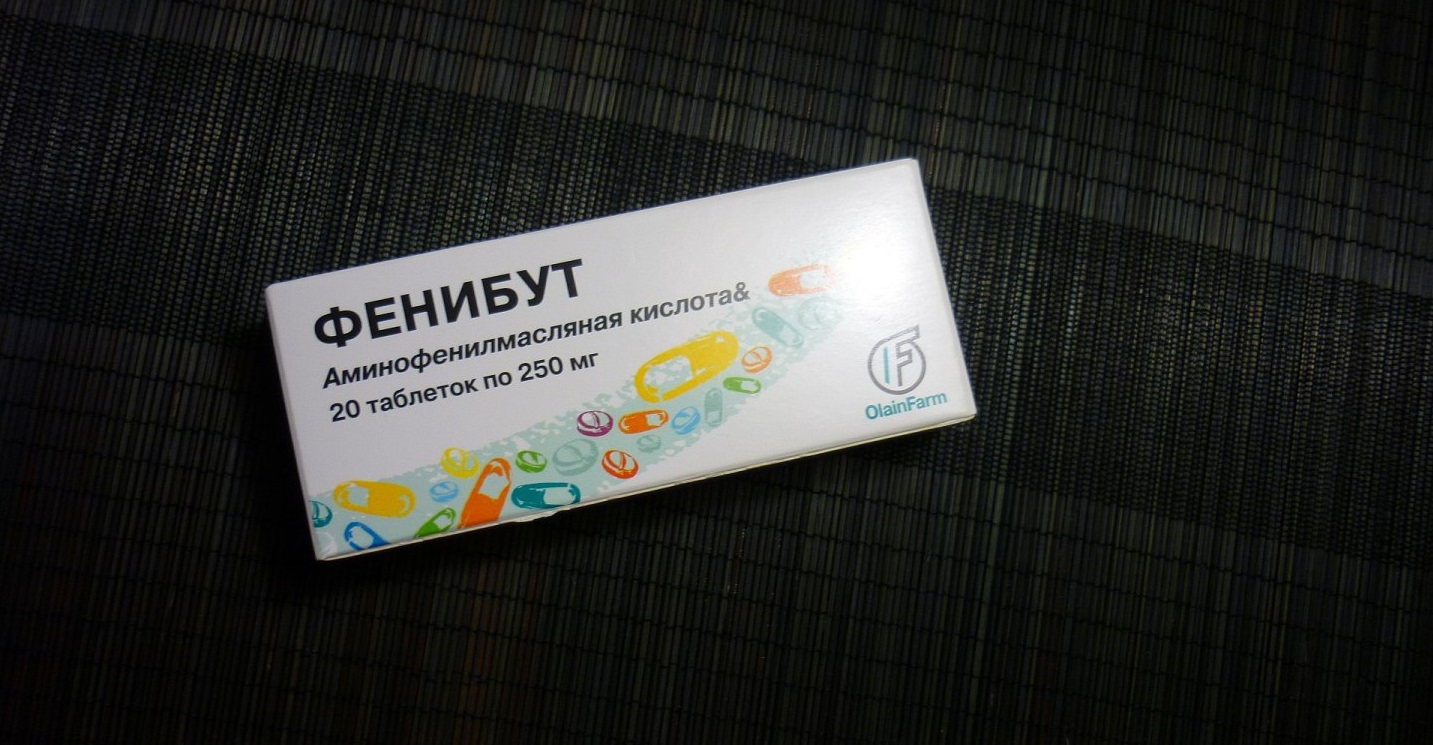 ФЕНИБУТ
Аминофенилмасляная кислота&
20 таблеток по 250 мг
OlainFarm